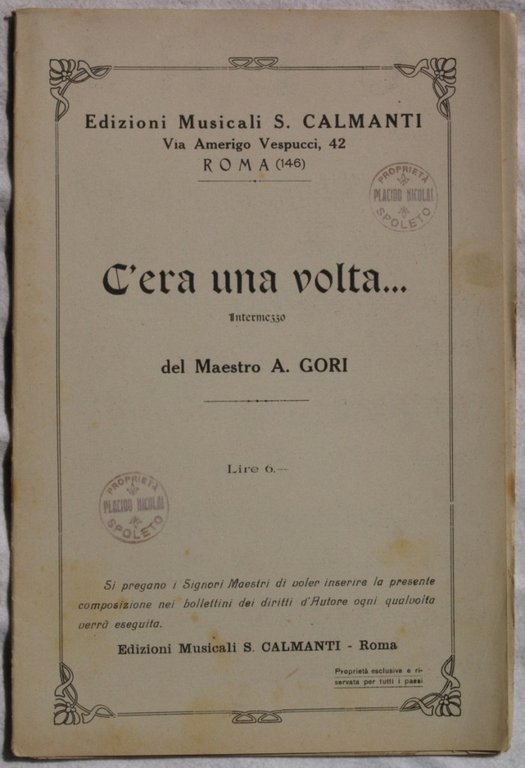 Edizioni Musicali S. CALMANTI
Via Amerigo Vespucci, 42
ROMA (146)
PROPRIETÀ
PLACIDO NICOLAI
SPOLETO
C'era una volta...
Intermezzo
del Maestro A. GORI
Lire 6.—
PROPRIETÀ
PLACIDO NICOLAI
SPOLETO
Si pregano i Signori Maestri di voler inserire la presente
composizione nei bollettini dei diritti d'Autore ogni qualvolta
verrà eseguita.
Edizioni Musicali S. CALMANTI - Roma
Proprietà esclusiva e ri-
servata per tutti i paesi